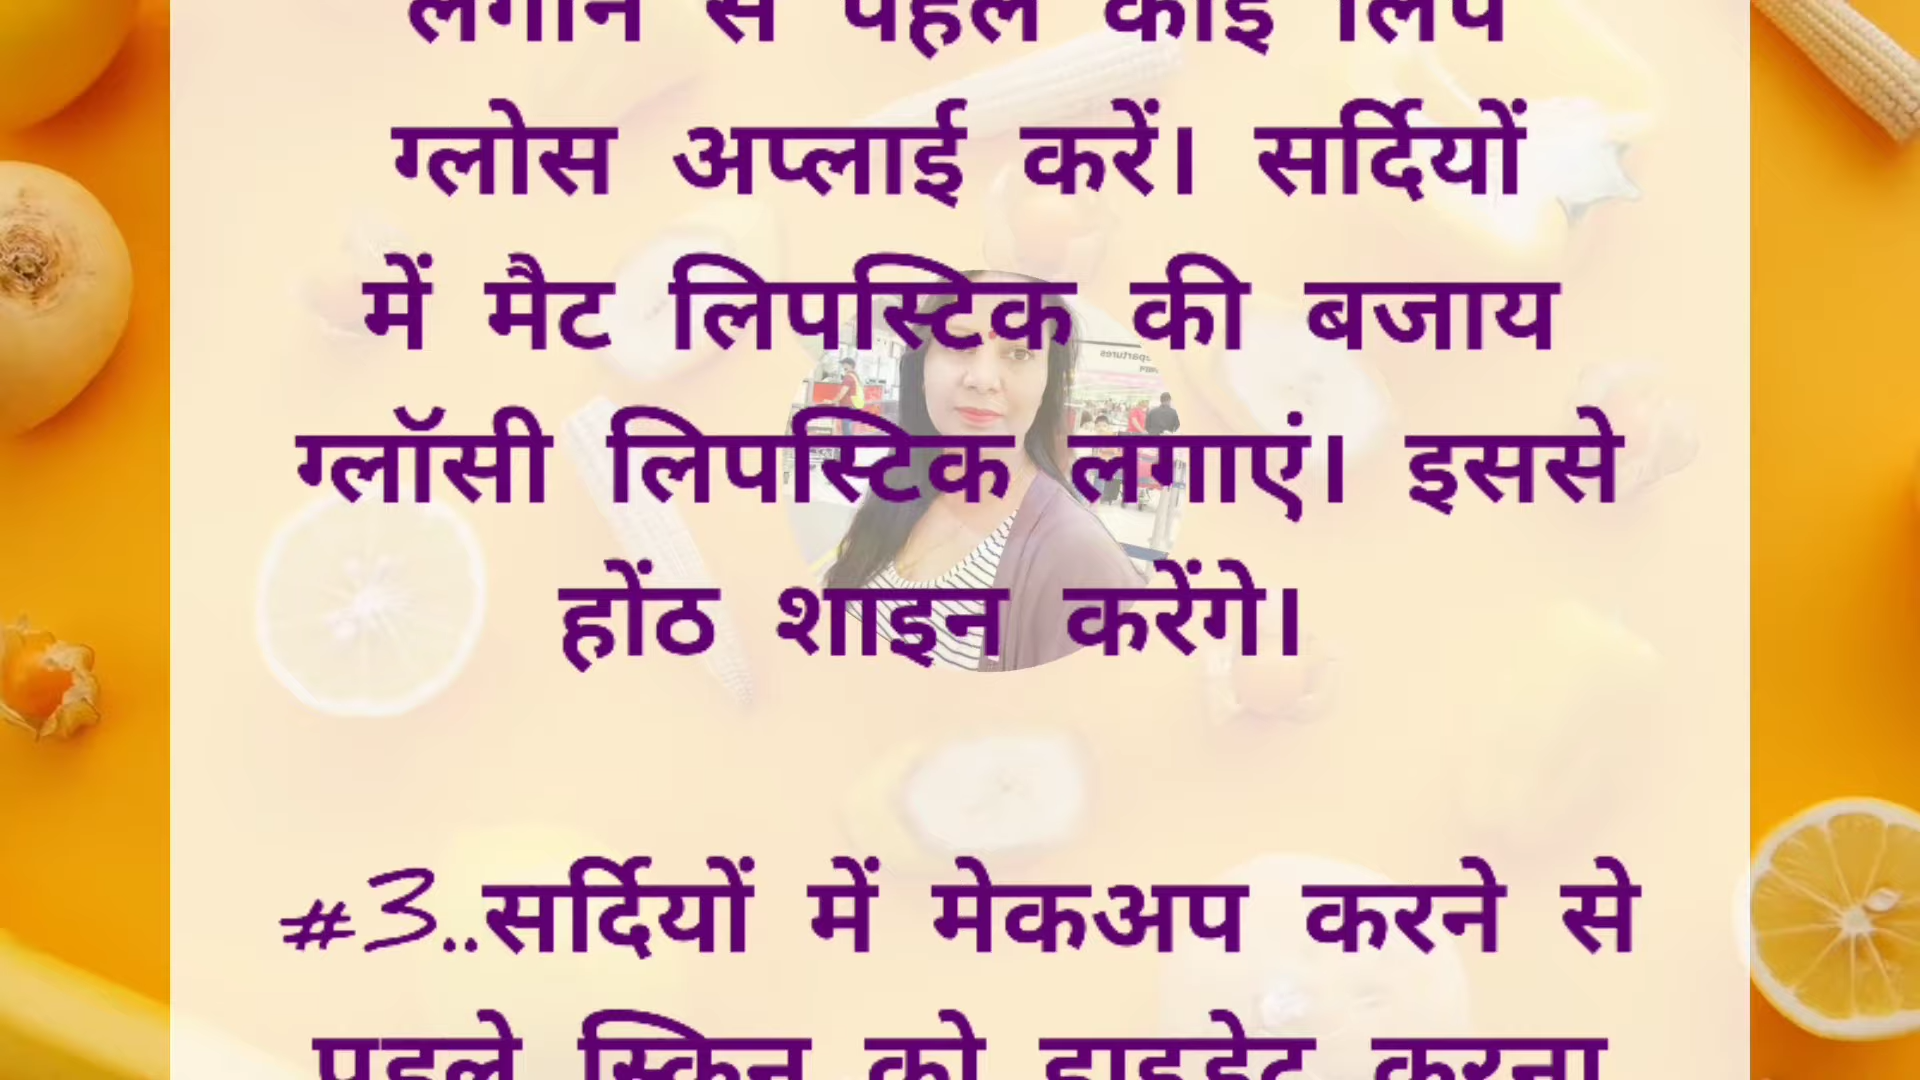 लगाने से पहले कोई लिप
ग्लोस अप्लाई करें। सर्दियों
में मैट लिपस्टिक की बजाय
ग्लॉसी लिपस्टिक लगाएं। इससे
होंठ शाइन करेंगे।
#3..सर्दियों में मेकअप करने से
पहले स्किन को हाइड्रेट करना